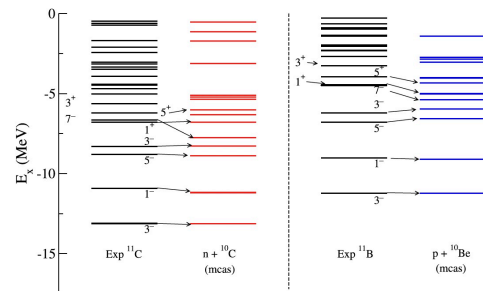 E_x (MeV)
0
-5
-10
-15
3⁺
7⁻
1⁺
5⁺
3⁻
5⁻
1⁻
3⁻
Exp ¹¹C
n + ¹⁰C
(mcas)
3⁺
1⁺
5⁺
7⁻
3⁻
5⁻
1⁻
3⁻
Exp ¹¹B
p + ¹⁰Be
(mcas)